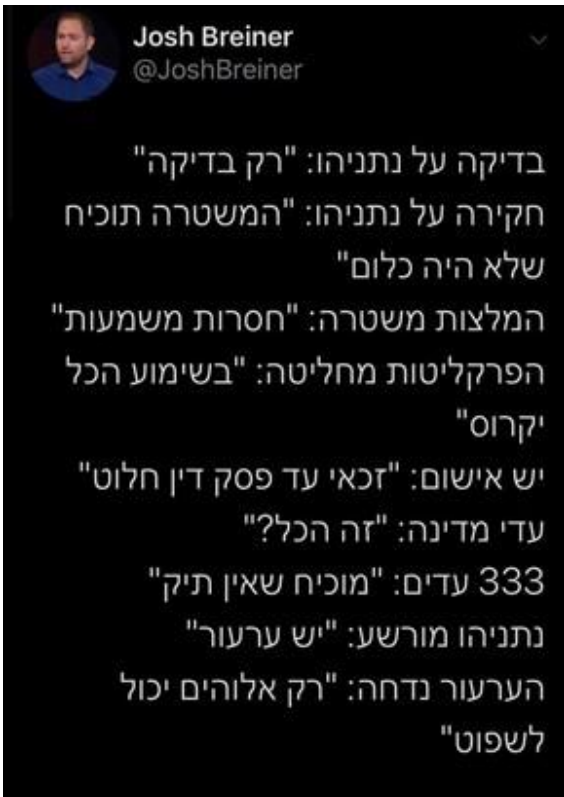 Josh Breiner
@JoshBreiner
בדיקה על נתניהו: "רק בדיקה"
חקירה על נתניהו: "המשטרה תוכיח
שלא היה כלום"
המלצות משטרה: "חסרות משמעות"
הפרקליטות מחליטה: "בשימוע הכל
יקרוס"
יש אישום: "זכאי עד פסק דין חלוט"
עדי מדינה: "זה הכל?"
333 עדים: "מוכיח שאין תיק"
נתניהו מורשע: "יש ערעור"
הערעור נדחה: "רק אלוהים יכול
לשפוט"